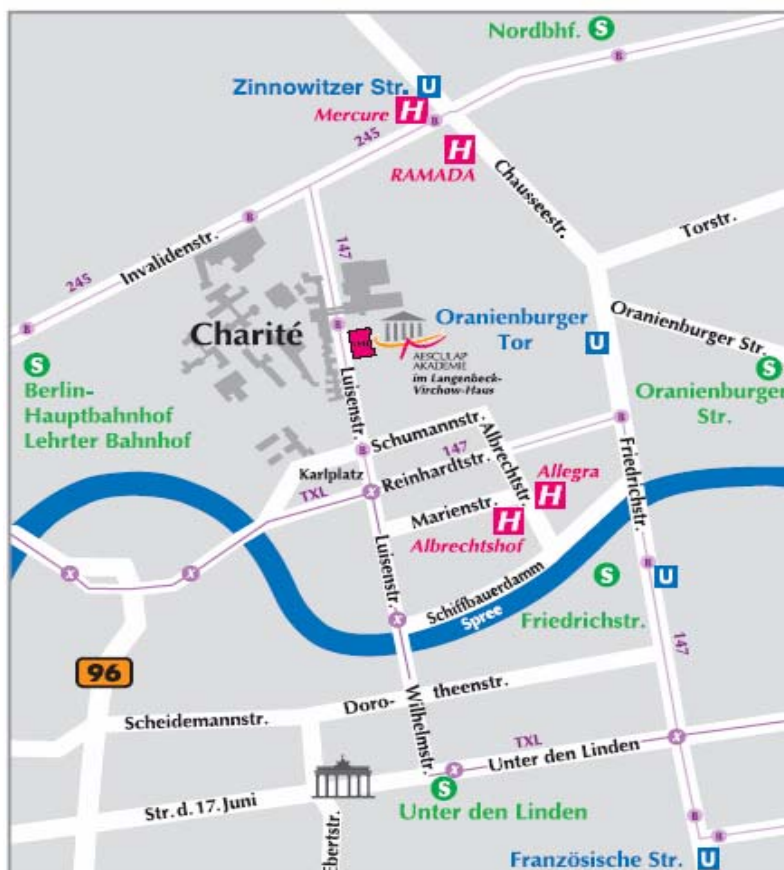 Nordbhf. S
Zinnowitzer Str. U
Mercure H
B
B
245
H
RAMADA
Chausseestr.
Torstr.
B
Invalidenstr.
147
245
Oranienburger Str.
B
B
Charité
Oranienburger
Tor
U
AESCULAP
AKADEMIE
im Langenbeck-
Virchow-Haus
S
Berlin-
Hauptbahnhof
Lehrter Bahnhof
S
Oranienburger
Str.
Luisenstr.
Schumannstr.
B
147
B
Albrechtstr.
Friedrichstr.
Karlplatz
Reinhardtstr.
TXL
X
Allegra
H
Marienstr.
H
Albrechtshof
Luisenstr.
X
X
B
S
U
Schiffbauerdamm
Spree
X
Friedrichstr.
147
96
Wilhelmstr.
Doro-
theenstr.
Scheidemannstr.
TXL
X
Unter den Linden
X
S
Unter den Linden
Str. d. 17. Juni
Ebertstr.
B
B
Französische Str. U